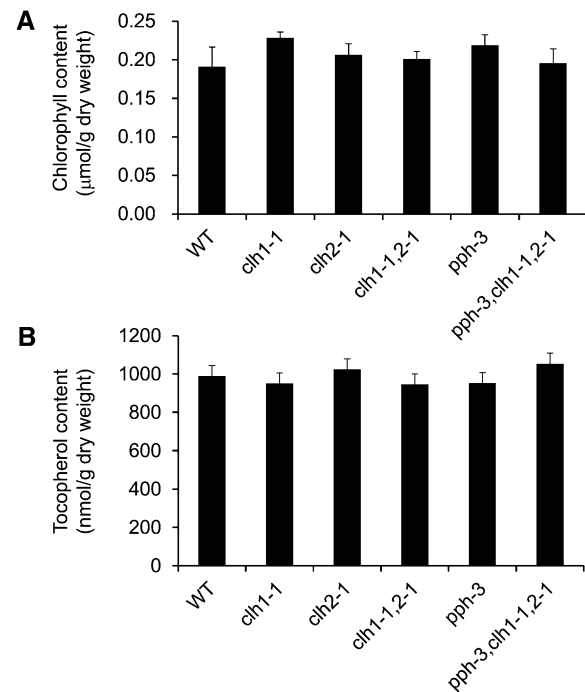 A
Chlorophyll content
(μmol/g dry weight)
0.25
0.20
0.15
0.10
0.05
0.00
WT
clh1-1
clh2-1
clh1-1,2-1
pph-3
pph-3,clh1-1,2-1
B
Tocopherol content
(nmol/g dry weight)
1200
1000
800
600
400
200
0
WT
clh1-1
clh2-1
clh1-1,2-1
pph-3
pph-3,clh1-1,2-1